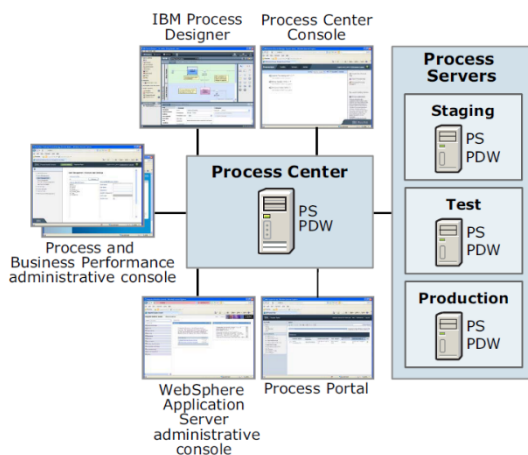 IBM Process
Designer
Process Center
Console
Process
Servers
Staging
PS
PDW
Process Center
PS
PDW
Test
PS
PDW
Process and
Business Performance
administrative console
Production
PS
PDW
WebSphere
Application
Server
administrative
console
Process Portal